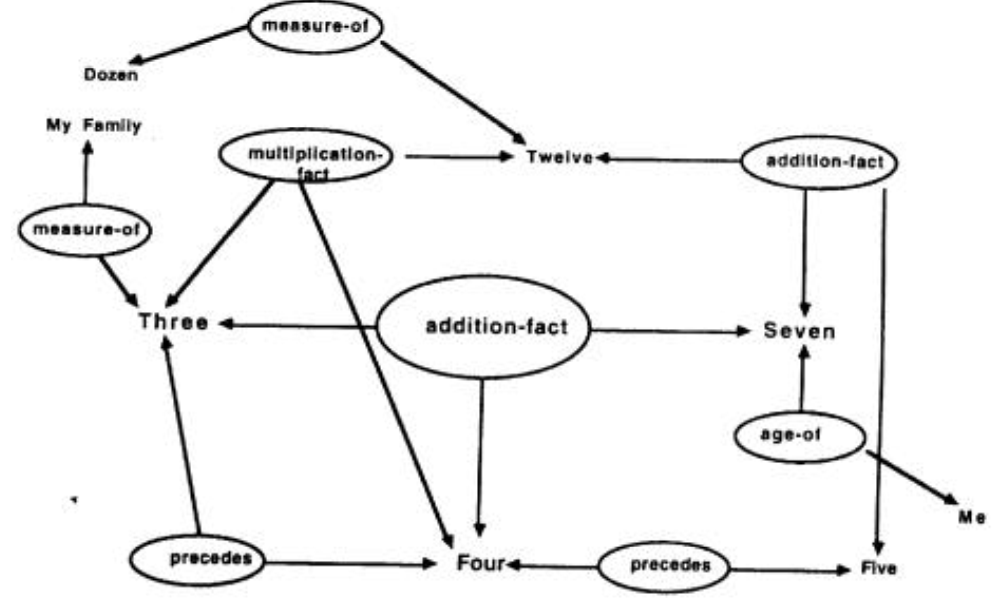 measure-of
Dozen
My Family
multiplication-
fact
Twelve
addition-fact
measure-of
Three
addition-fact
Seven
age-of
Me
precedes
Four
precedes
Five